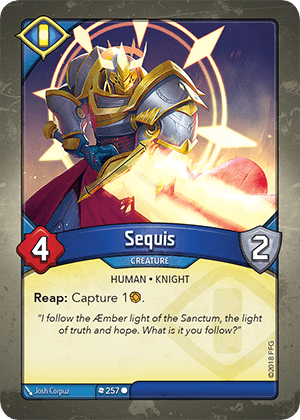 Sequis
CREATURE
4
2
HUMAN • KNIGHT
Reap: Capture 1.
"I follow the Æmber light of the Sanctum, the light
of truth and hope. What is it you follow?"
©2018 FFG
Josh Corpuz
257